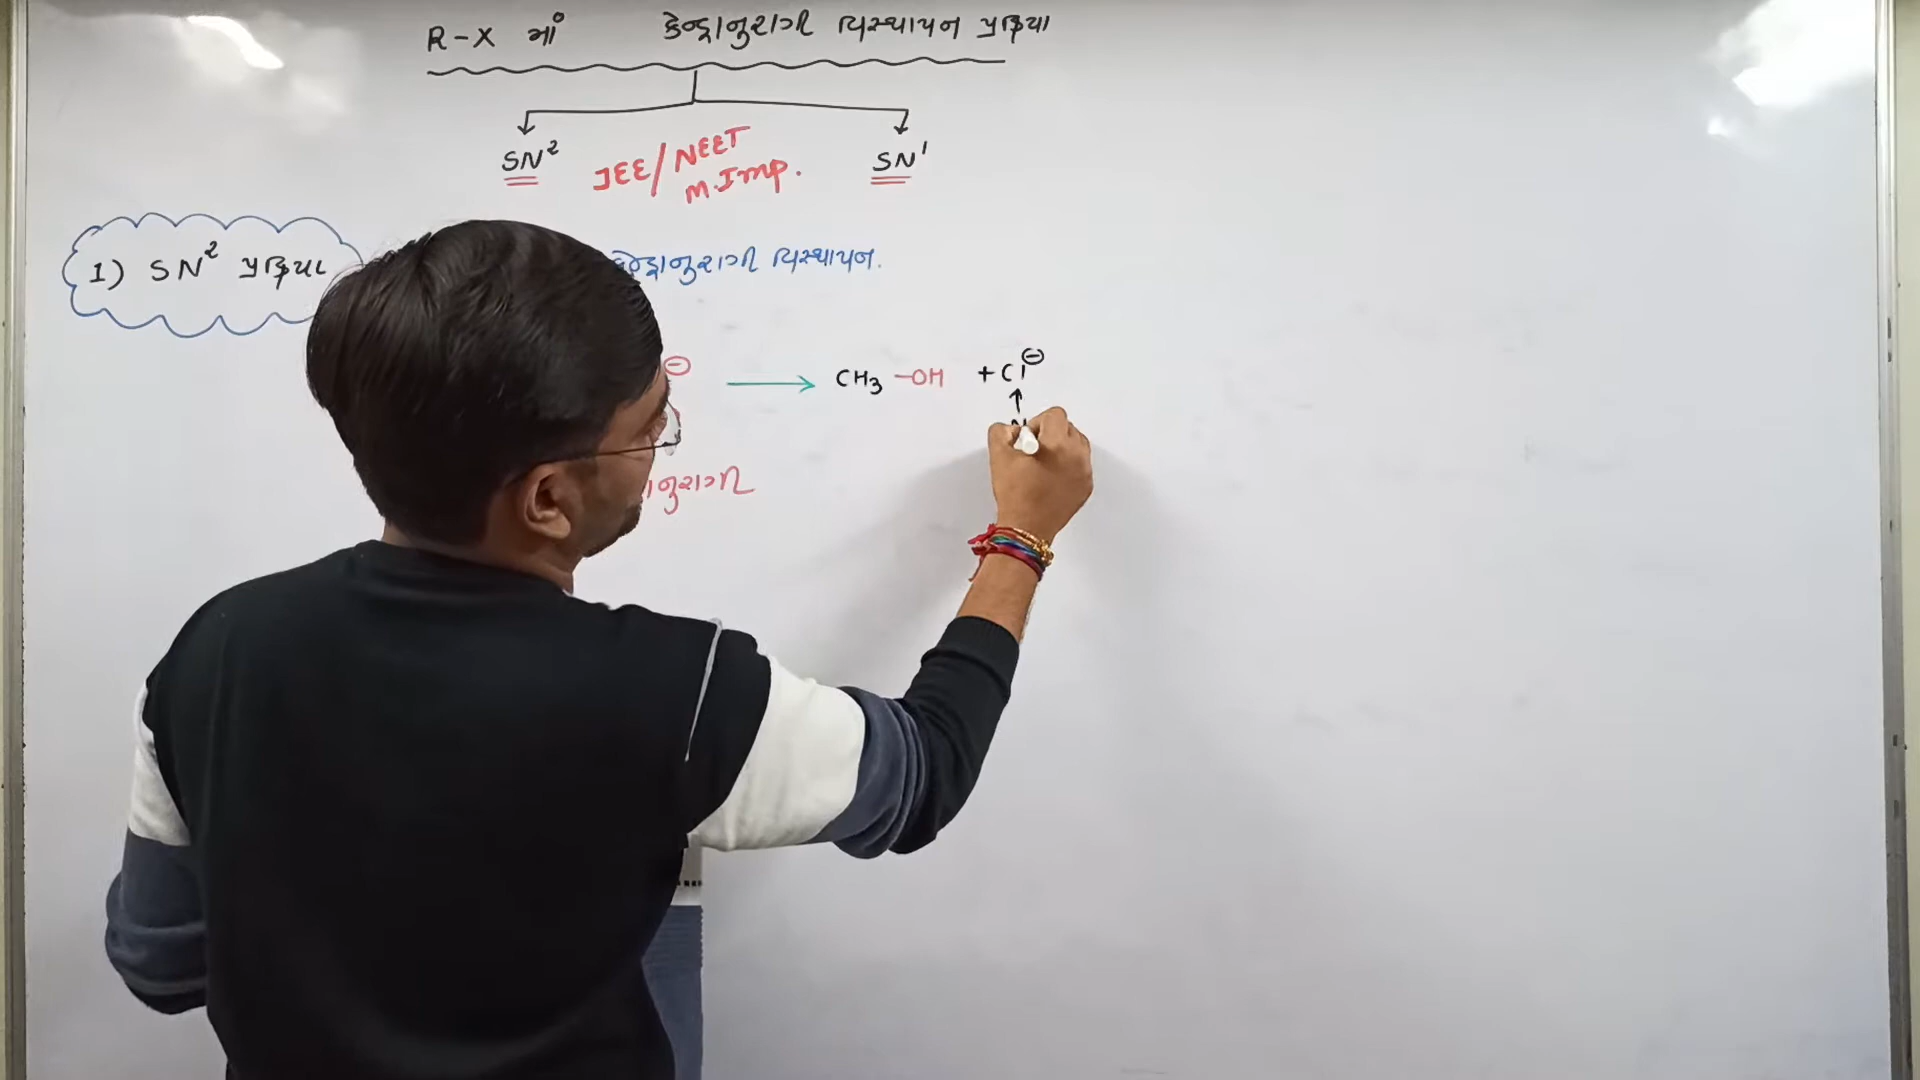 R-X માં કેન્દ્રાનુરાગી વિસ્થાપન પ્રક્રિયા
SN² SN¹
JEE/NEET
M.Imp.
1) SN² પ્રક્રિયા
કેન્દ્રાનુરાગી વિસ્થાપન.
⊖ → CH₃-OH + Cl⊖